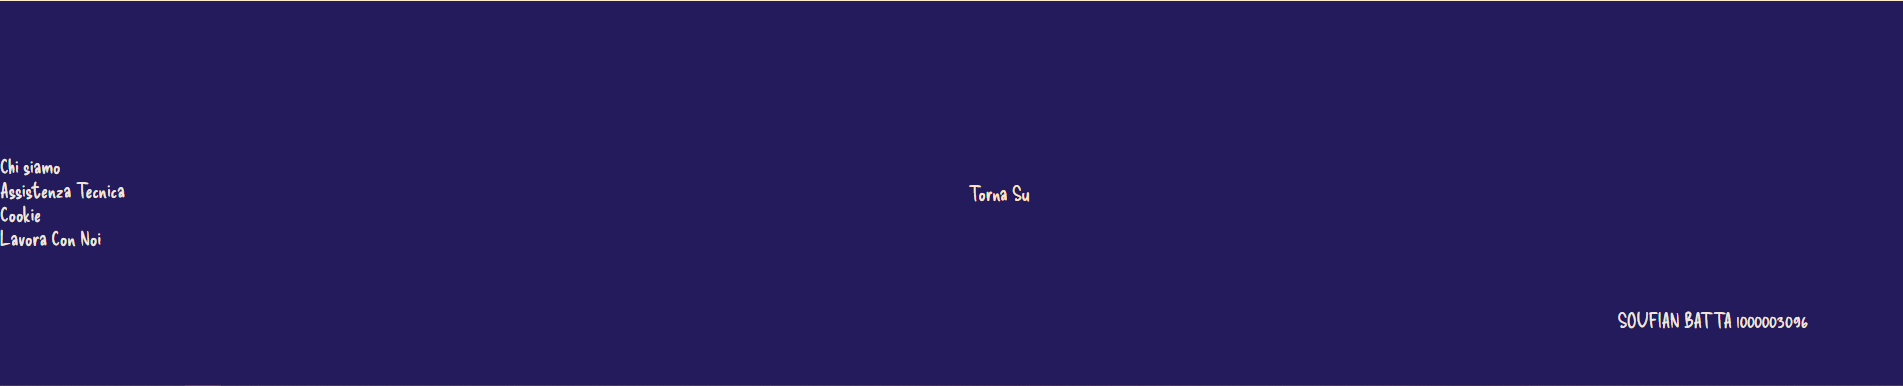 Chi siamo
Assistenza Tecnica
Cookie
Lavora Con Noi
Torna Su
SOUFIAN BATTA 1000003096